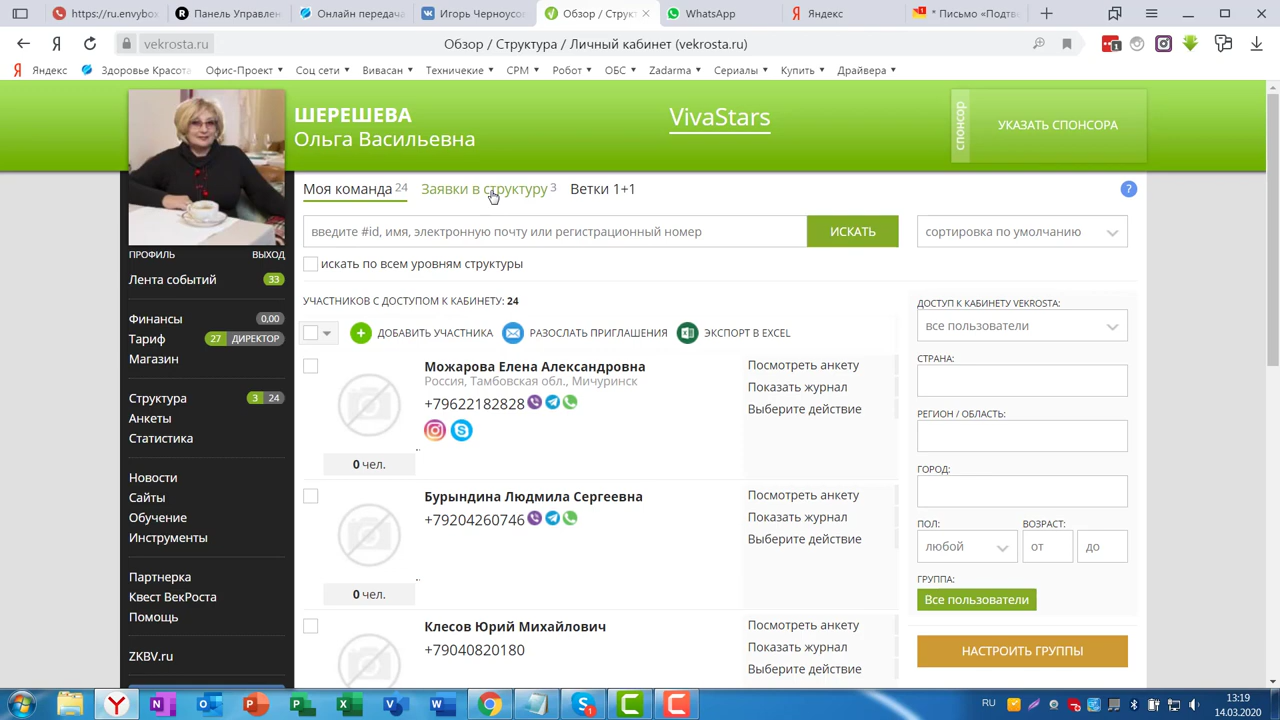 https://ru.envybox
Панель Управлен
Онлайн передача
Игорь Черноусо
Обзор / Структ
WhatsApp
Яндекс
* Письмо «Подтв
vekrosta.ru
Обзор / Структура / Личный кабинет (vekrosta.ru)
Яндекс
Здоровье Красота
Офис-Проект
Соц сети
Вивасан
Техничекие
СРМ
Робот
ОБС
Zadarma
Сериалы
Купить
Драйвера
ШЕРЕШЕВА
Ольга Васильевна
VivaStars
спонсор
УКАЗАТЬ СПОНСОРА
ПРОФИЛЬ
ВЫХОД
Лента событий 33
Финансы 0,00
Тариф 27 ДИРЕКТОР
Магазин
Структура 3 24
Анкеты
Статистика
Новости
Сайты
Обучение
Инструменты
Партнерка
Квест ВекРоста
Помощь
ZKBV.ru
Моя команда 24
Заявки в структуру 3
Ветки 1+1
?
введите #id, имя, электронную почту или регистрационный номер
ИСКАТЬ
сортировка по умолчанию
искать по всем уровням структуры
УЧАСТНИКОВ С ДОСТУПОМ К КАБИНЕТУ: 24
ДОБАВИТЬ УЧАСТНИКА
РАЗОСЛАТЬ ПРИГЛАШЕНИЯ
ЭКСПОРТ В EXCEL
Можарова Елена Александровна
Россия, Тамбовская обл., Мичуринск
+79622182828
0 чел.
Посмотреть анкету
Показать журнал
Выберите действие
Бурындина Людмила Сергеевна
+79204260746
0 чел.
Посмотреть анкету
Показать журнал
Выберите действие
Клесов Юрий Михайлович
+79040820180
Посмотреть анкету
Показать журнал
Выберите действие
ДОСТУП К КАБИНЕТУ VEKROSTA:
все пользователи
СТРАНА:
РЕГИОН / ОБЛАСТЬ:
ГОРОД:
ПОЛ:
ВОЗРАСТ:
любой
от
до
ГРУППА:
Все пользователи
НАСТРОИТЬ ГРУППЫ
RU
13:19
14.03.2020